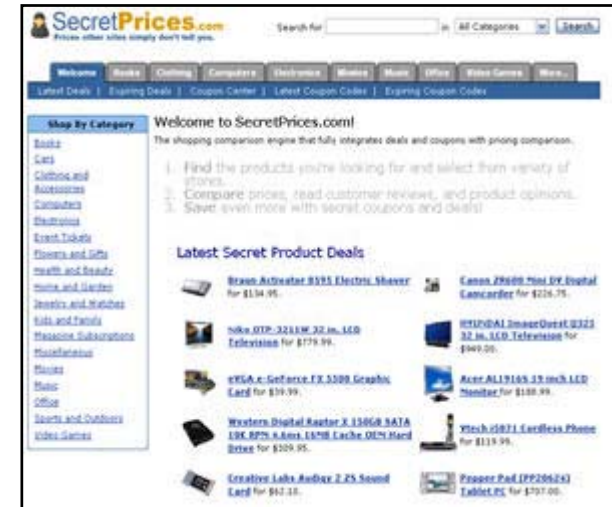 SecretPrices.com
Prices other sites simply don't tell you.
Search for in All Categories Search
Welcome Books Clothing Computers Electronics Movies Music Office Video Games More...
Latest Deals | Expiring Deals | Coupon Center | Latest Coupon Codes | Expiring Coupon Codes
Shop By Category
Books
Cars
Clothing and
Accessories
Computers
Electronics
Event Tickets
Flowers and Gifts
Health and Beauty
Home and Garden
Jewelry and Watches
Kids and Family
Magazine Subscriptions
Miscellaneous
Movies
Music
Office
Sports and Outdoors
Video Games
Welcome to SecretPrices.com!
The shopping comparison engine that fully integrates deals and coupons with pricing comparison.
1. Find the products you're looking for and select from variety of
stores.
2. Compare prices, read customer reviews, and product opinions.
3. Save even more with secret coupons and deals!
Latest Secret Product Deals
Braun Activator 8595 Electric Shaver
for $134.95.
Canon ZR600 Mini DV Digital
Camcorder for $226.75.
32 in. LCD
Television for $779.99.
HYUNDAI ImageQuest Q321
32 in. LCD Television for
$949.00.
eVGA e-GeForce FX 5500 Graphic
Card for $39.99.
Acer AL1916S 19 inch LCD
Monitor for $188.99.
Western Digital Raptor X 150GB SATA
10K RPM 4.6ms 16MB Cache OEM Hard
Drive for $209.95.
Vtech i5871 Cordless Phone
for $119.99.
Creative Labs Audigy 2 ZS Sound
Card for $62.10.
Pepper Pad (PP20624)
Tablet PC for $707.00.